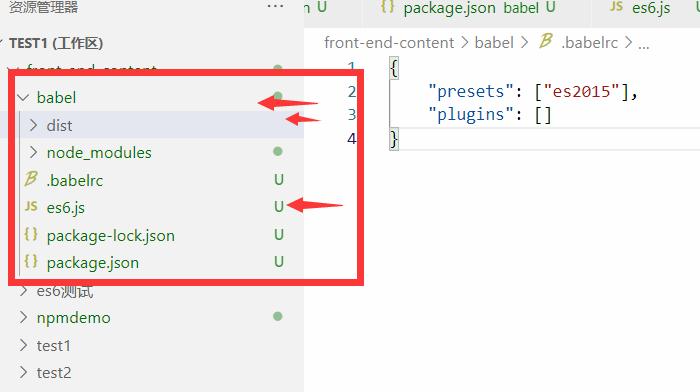 资源管理器 ...
TEST1 (工作区)
front-end-content
babel
dist
node_modules
.babelrc
JS es6.js U
{} package-lock.json U
{} package.json U
es6测试
npmdemo
test1
test2
{} package.json babel JS es6.js
front-end-content > babel > .babelrc > ...
1 {
2 "presets": ["es2015"],
3 "plugins": []
4 }